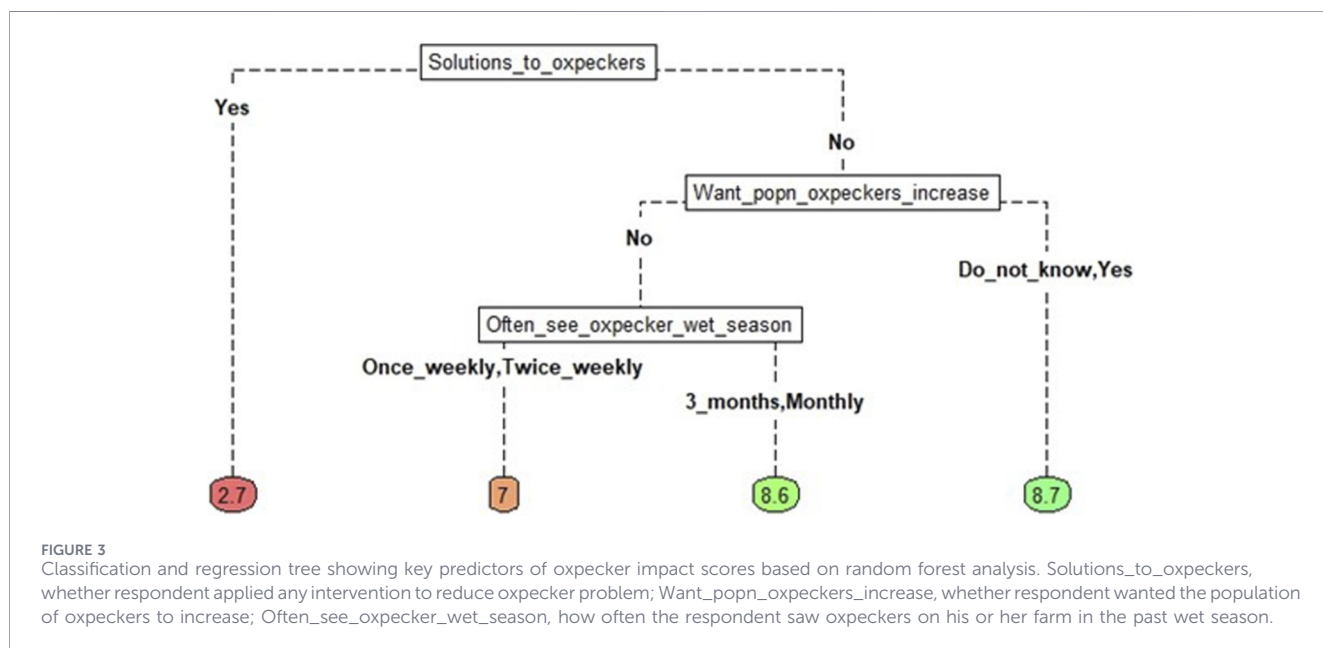 Solutions_to_oxpeckers
Yes
No
Want_popn_oxpeckers_increase
No
Do_not_know,Yes
Often_see_oxpecker_wet_season
Once_weekly,Twice_weekly
3_months,Monthly
2.7
7
8.6
8.7
FIGURE 3
Classification and regression tree showing key predictors of oxpecker impact scores based on random forest analysis. Solutions_to_oxpeckers,
whether respondent applied any intervention to reduce oxpecker problem; Want_popn_oxpeckers_increase, whether respondent wanted the population
of oxpeckers to increase; Often_see_oxpecker_wet_season, how often the respondent saw oxpeckers on his or her farm in the past wet season.